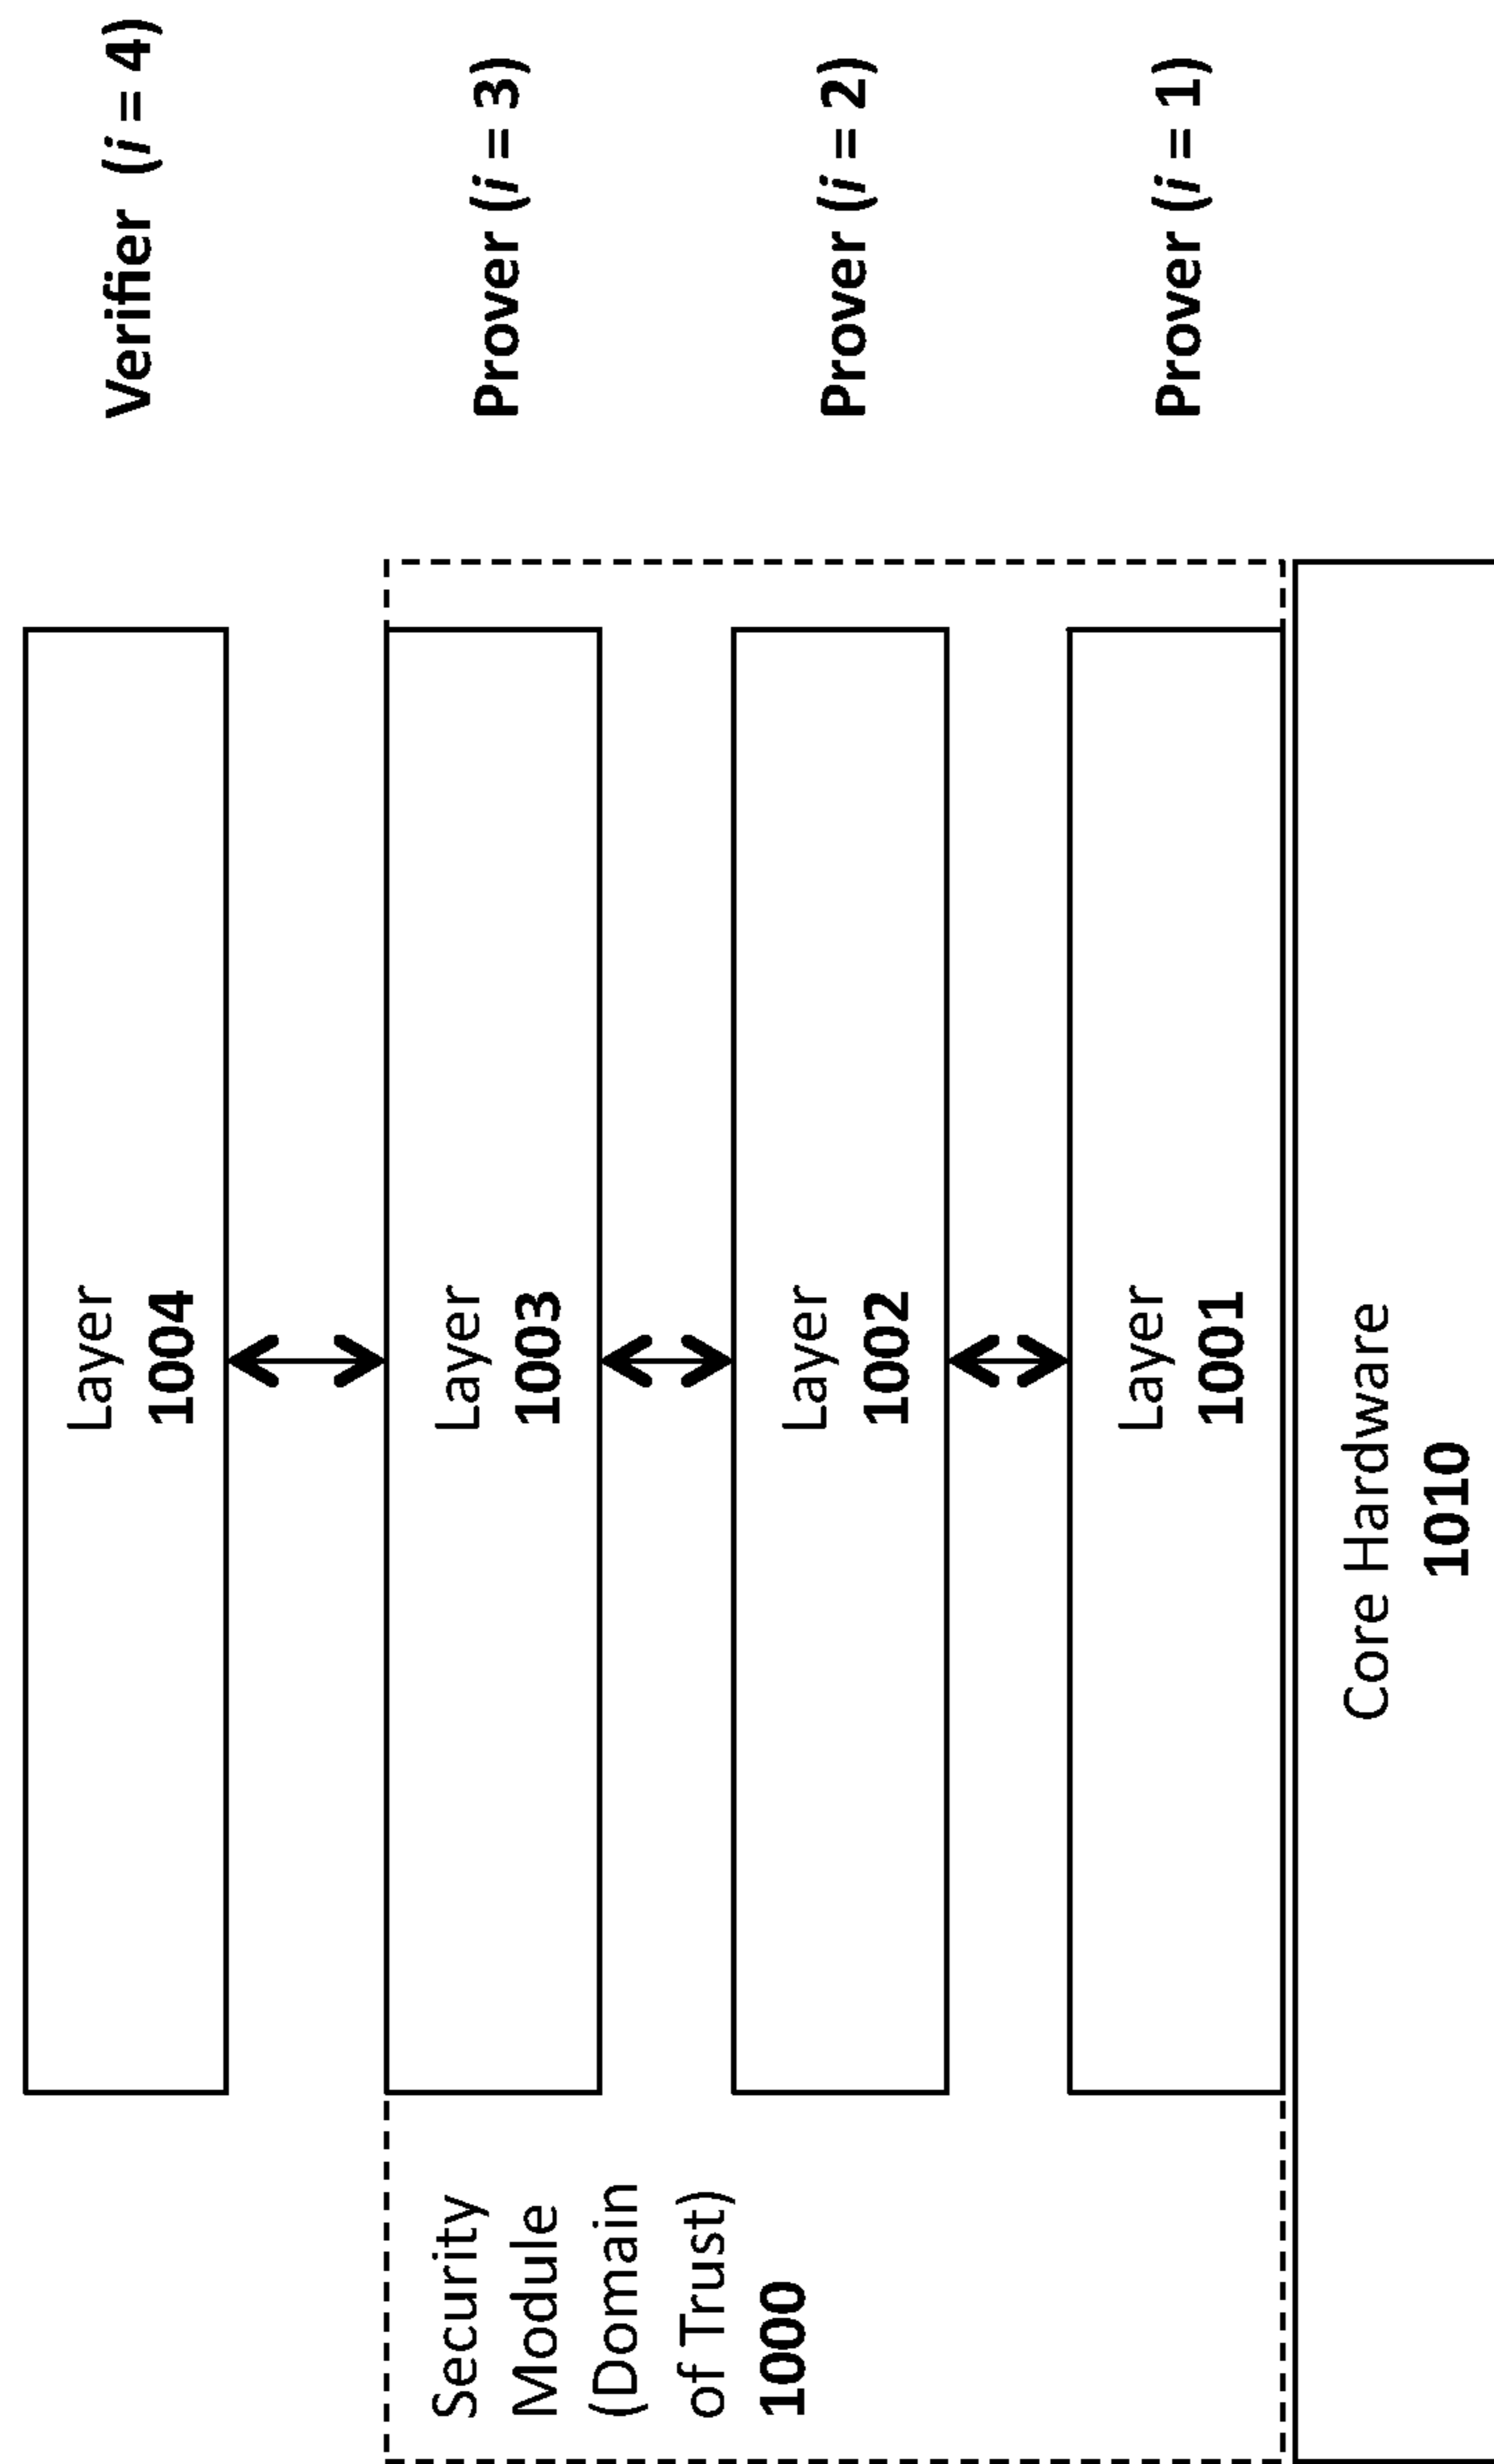 Layer
1004
Verifier (i = 4)
Security
Module
(Domain
of Trust)
1000
Layer
1003
Prover (i = 3)
Layer
1002
Prover (i = 2)
Layer
1001
Prover (i = 1)
Core Hardware
1010